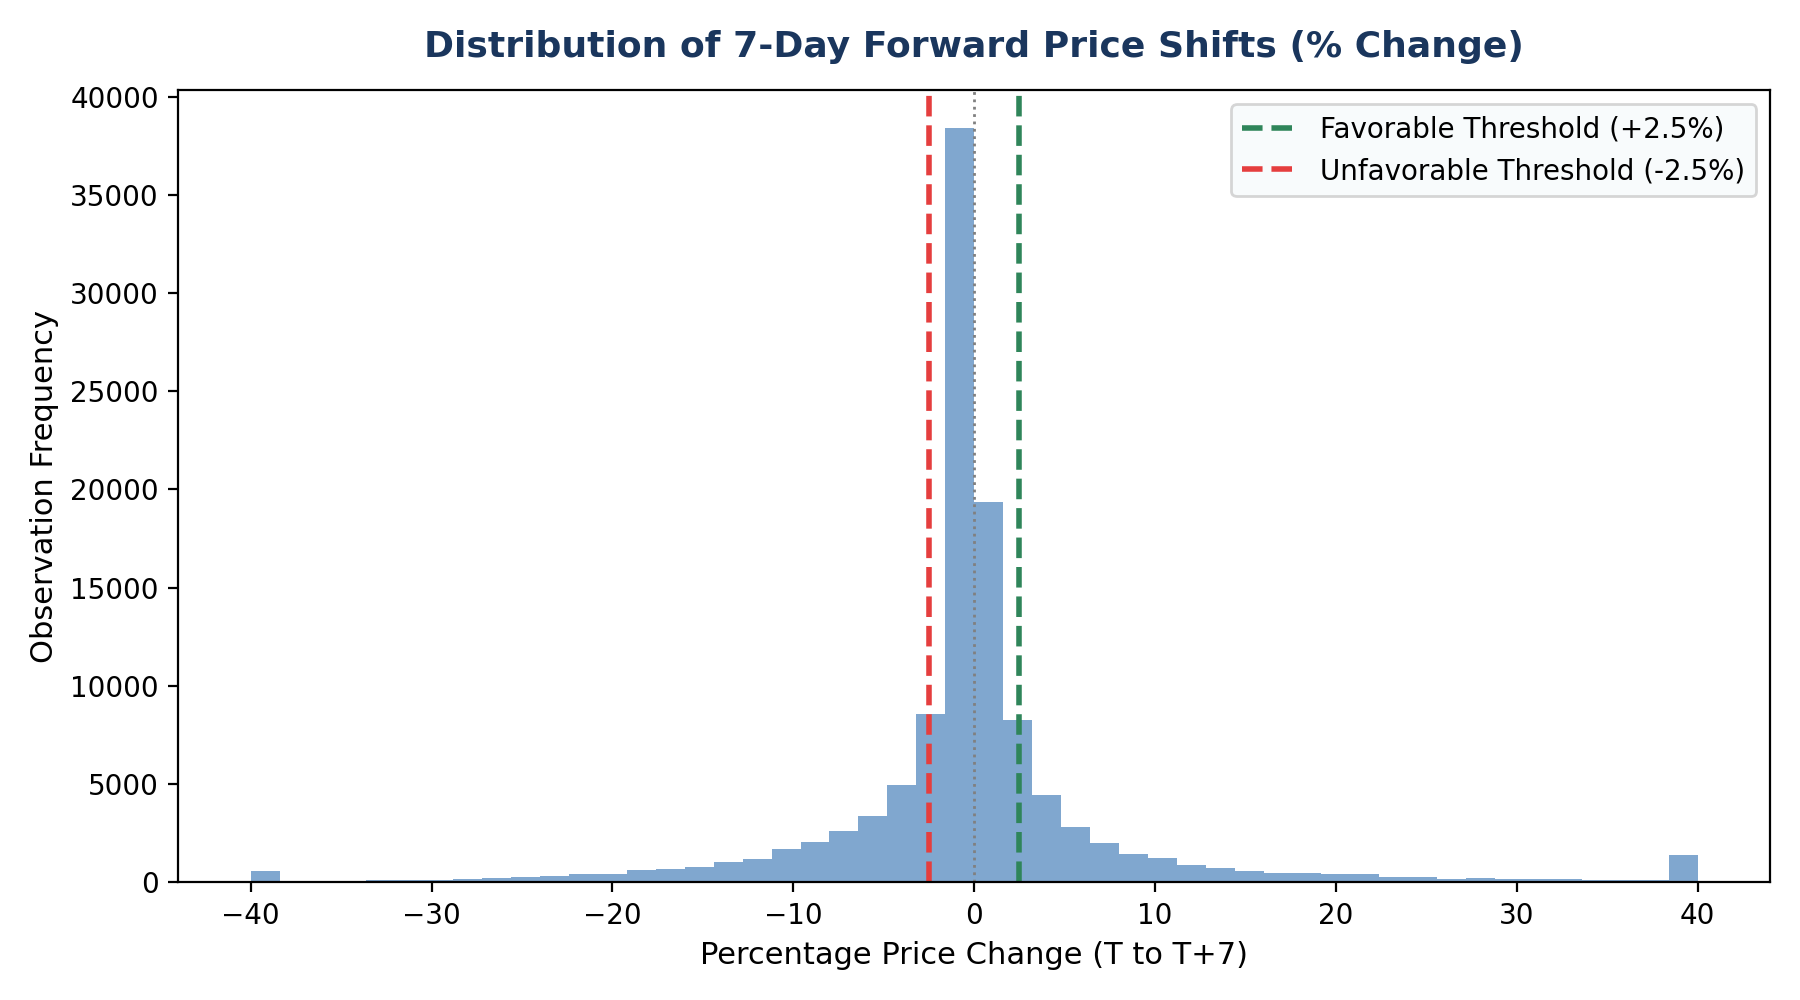 Distribution of 7-Day Forward Price Shifts (% Change)
Favorable Threshold (+2.5%)
Unfavorable Threshold (-2.5%)
Observation Frequency
40000
35000
30000
25000
20000
15000
10000
5000
0
−40 −30 −20 −10 0 10 20 30 40
Percentage Price Change (T to T+7)